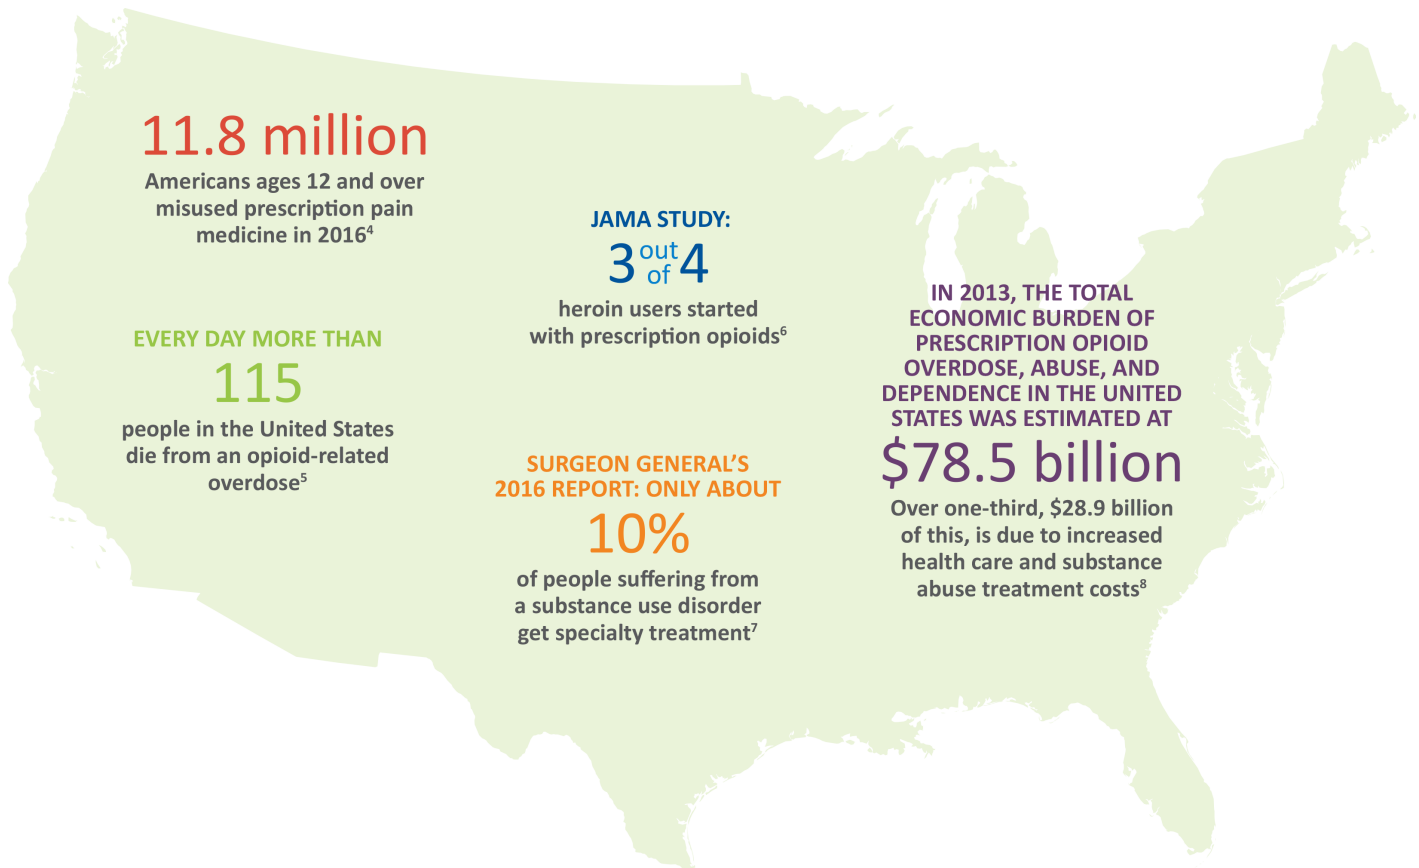 11.8 million
Americans ages 12 and over
misused prescription pain
medicine in 2016⁴
EVERY DAY MORE THAN
115
people in the United States
die from an opioid-related
overdose⁵
JAMA STUDY:
3 out of 4
heroin users started
with prescription opioids⁶
SURGEON GENERAL’S
2016 REPORT: ONLY ABOUT
10%
of people suffering from
a substance use disorder
get specialty treatment⁷
IN 2013, THE TOTAL
ECONOMIC BURDEN OF
PRESCRIPTION OPIOID
OVERDOSE, ABUSE, AND
DEPENDENCE IN THE UNITED
STATES WAS ESTIMATED AT
$78.5 billion
Over one-third, $28.9 billion
of this, is due to increased
health care and substance
abuse treatment costs⁸